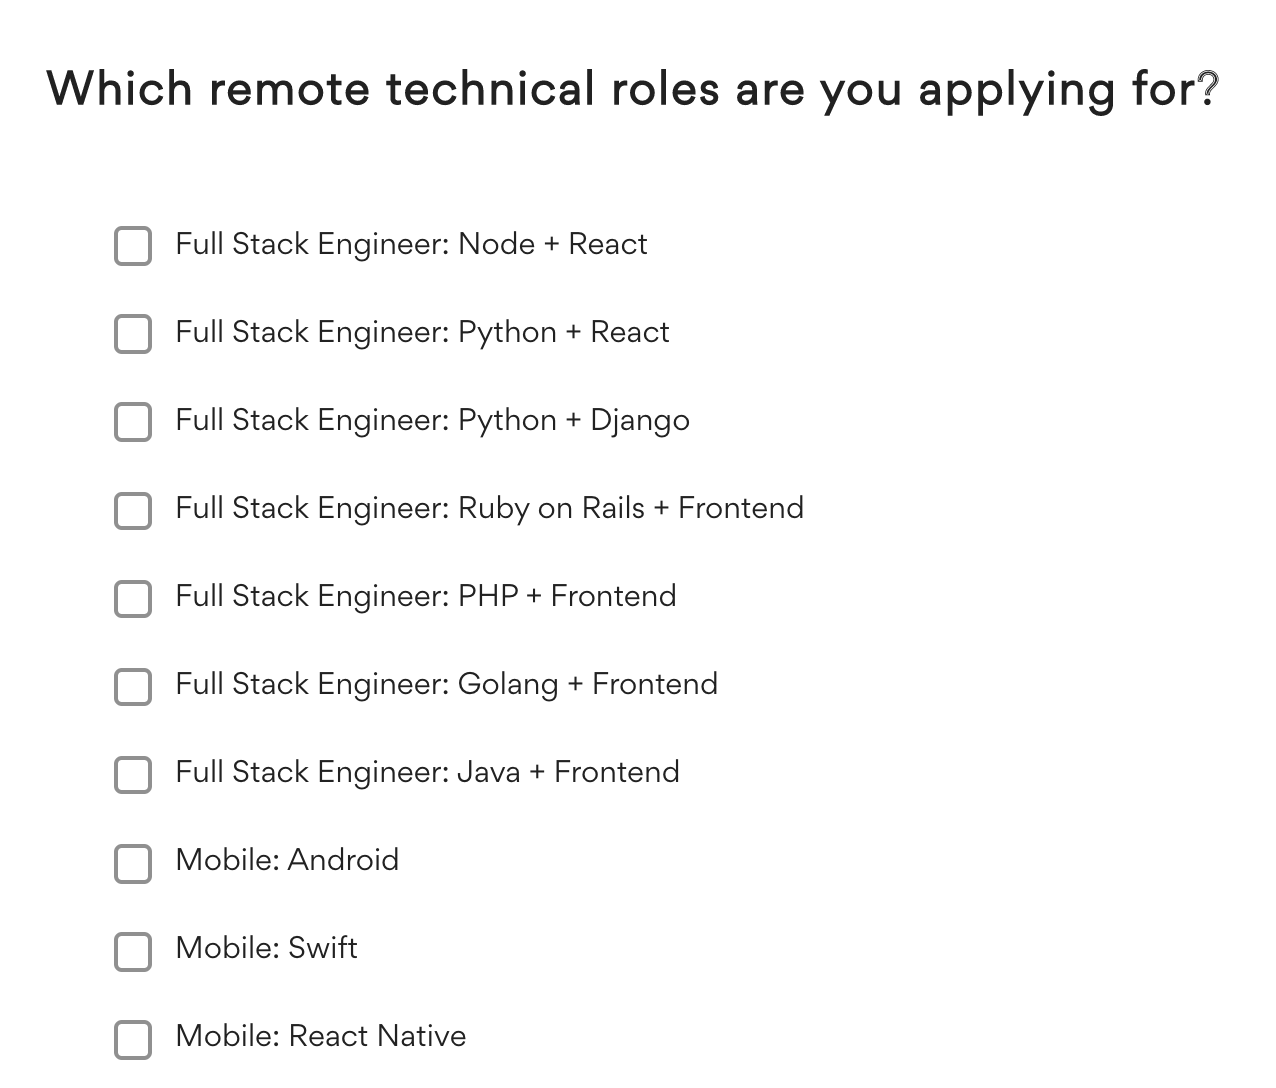 Which remote technical roles are you applying for?
Full Stack Engineer: Node + React
Full Stack Engineer: Python + React
Full Stack Engineer: Python + Django
Full Stack Engineer: Ruby on Rails + Frontend
Full Stack Engineer: PHP + Frontend
Full Stack Engineer: Golang + Frontend
Full Stack Engineer: Java + Frontend
Mobile: Android
Mobile: Swift
Mobile: React Native